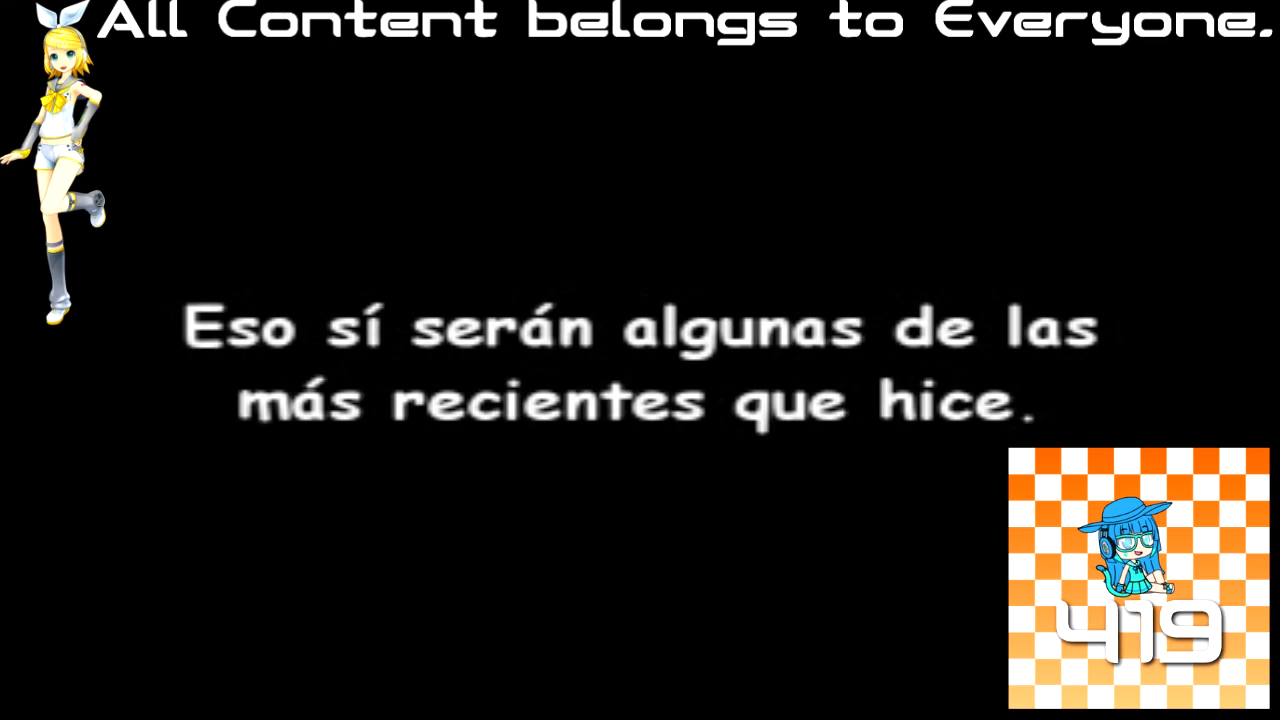 All Content belongs to Everyone.
Eso sí serán algunas de las
más recientes que hice.
419